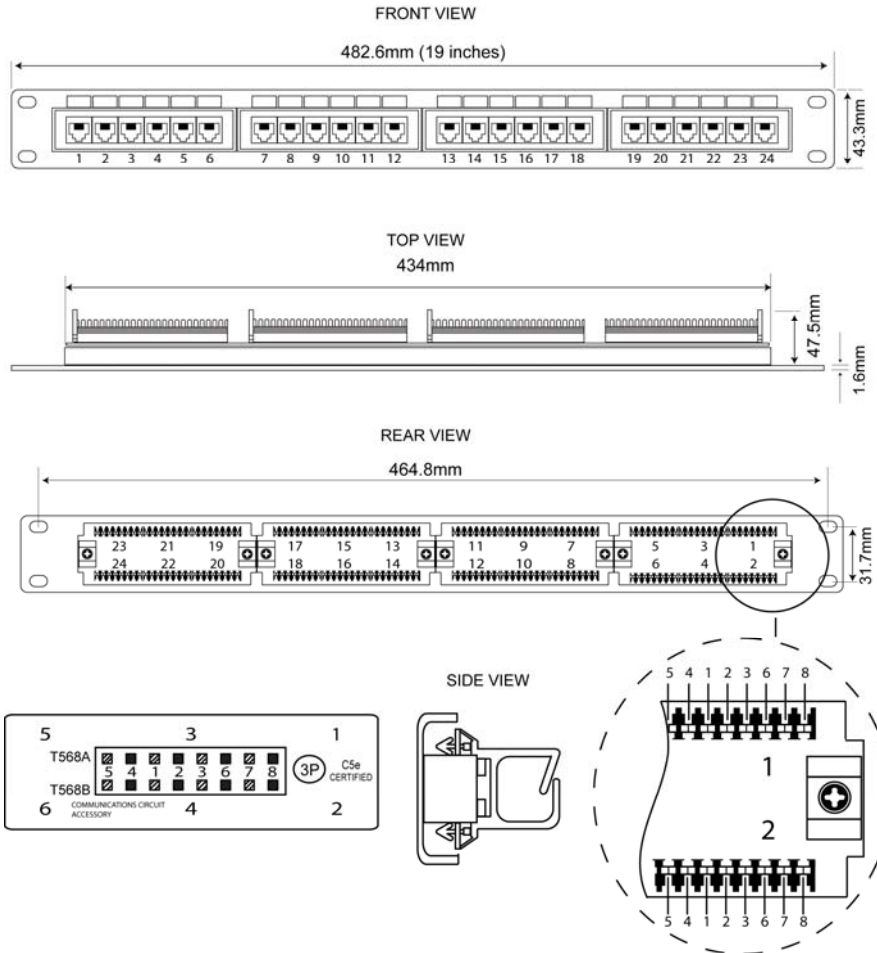 FRONT VIEW
482.6mm (19 inches)
43.3mm
1 2 3 4 5 6 7 8 9 10 11 12 13 14 15 16 17 18 19 20 21 22 23 24
TOP VIEW
434mm
47.5mm
1.6mm
REAR VIEW
464.8mm
23 21 19 17 15 13 11 9 7 5 3 1
24 22 20 18 16 14 12 10 8 6 4 2
31.7mm
SIDE VIEW
5 3 1
T568A
5 4 1 2 3 6 7 8
3P C5e
CERTIFIED
T568B
6 COMMUNICATIONS CIRCUIT
ACCESSORY
4 2
5 4 1 2 3 6 7 8
1
2
5 4 1 2 3 6 7 8